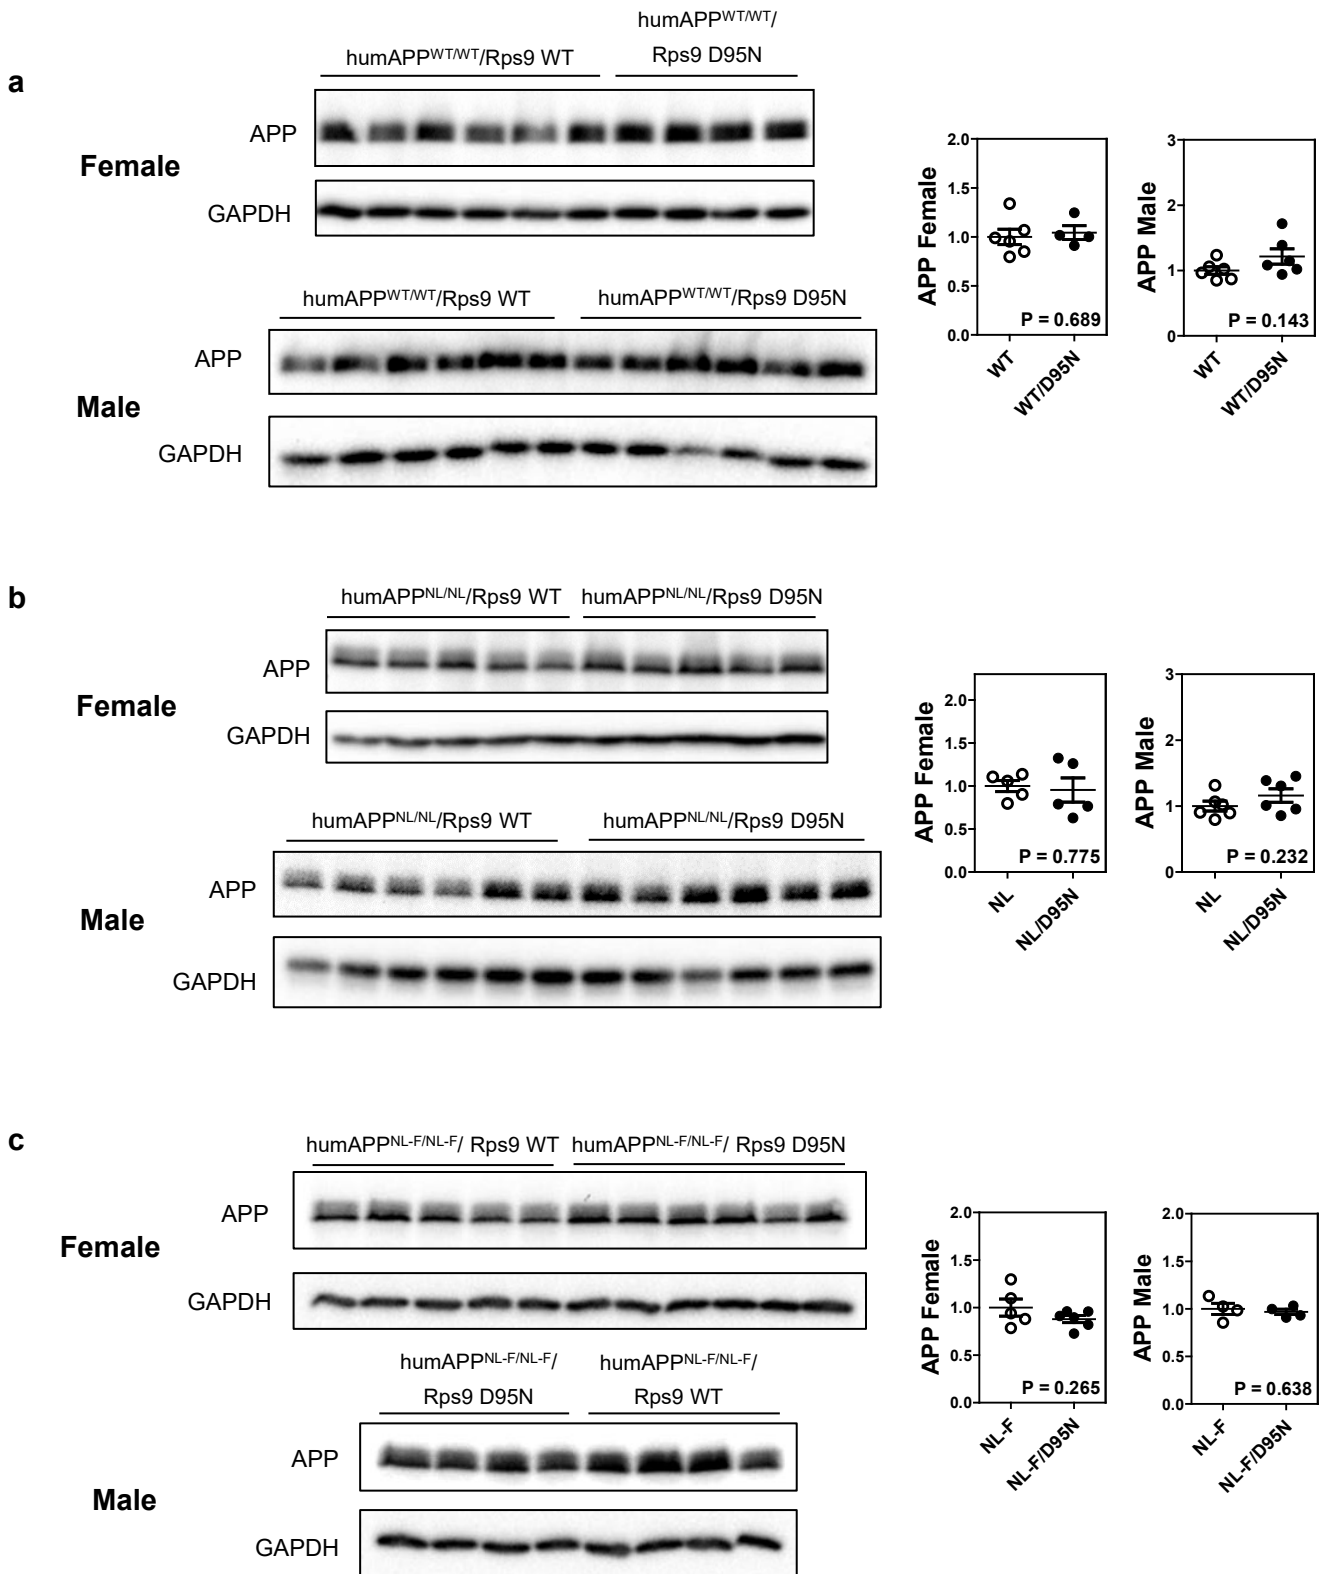 a
humAPPWT/WT/Rps9 WT
humAPPWT/WT/
Rps9 D95N
Female
APP
GAPDH
humAPPWT/WT/Rps9 WT
humAPPWT/WT/Rps9 D95N
Male
APP
GAPDH
APP Female
2.0
1.5
1.0
0.5
0.0
P = 0.689
WT
WT/D95N
APP Male
3
2
1
0
P = 0.143
WT
WT/D95N
b
humAPPNL/NL/Rps9 WT
humAPPNL/NL/Rps9 D95N
Female
APP
GAPDH
humAPPNL/NL/Rps9 WT
humAPPNL/NL/Rps9 D95N
Male
APP
GAPDH
APP Female
2.0
1.5
1.0
0.5
0.0
P = 0.775
NL
NL/D95N
APP Male
3
2
1
0
P = 0.232
NL
NL/D95N
c
humAPPNL-F/NL-F/ Rps9 WT
humAPPNL-F/NL-F/ Rps9 D95N
Female
APP
GAPDH
humAPPNL-F/NL-F/
Rps9 D95N
humAPPNL-F/NL-F/
Rps9 WT
Male
APP
GAPDH
APP Female
2.0
1.5
1.0
0.5
0.0
P = 0.265
NL-F
NL-F/D95N
APP Male
2.0
1.5
1.0
0.5
0.0
P = 0.638
NL-F
NL-F/D95N